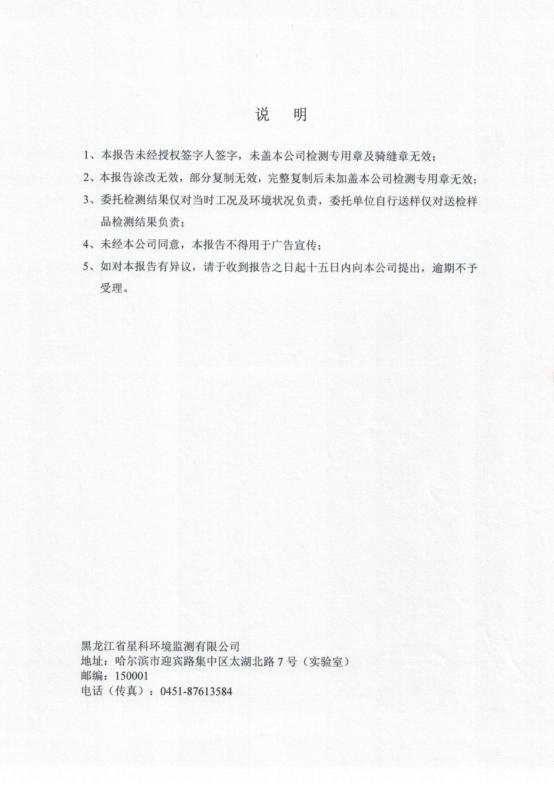 说 明
1、本报告未经授权签字人签字，未盖本公司检测专用章及骑缝章无效；
2、本报告涂改无效，部分复制无效，完整复制后未加盖本公司检测专用章无效；
3、委托检测结果仅对当时工况及环境状况负责，委托单位自行送样仅对送检样
品检测结果负责；
4、未经本公司同意，本报告不得用于广告宣传；
5、如对本报告有异议，请于收到报告之日起十五日内向本公司提出，逾期不予
受理。
黑龙江省星科环境监测有限公司
地址：哈尔滨市迎宾路集中区太湖北路 7 号（实验室）
邮编：150001
电话（传真）：0451-87613584